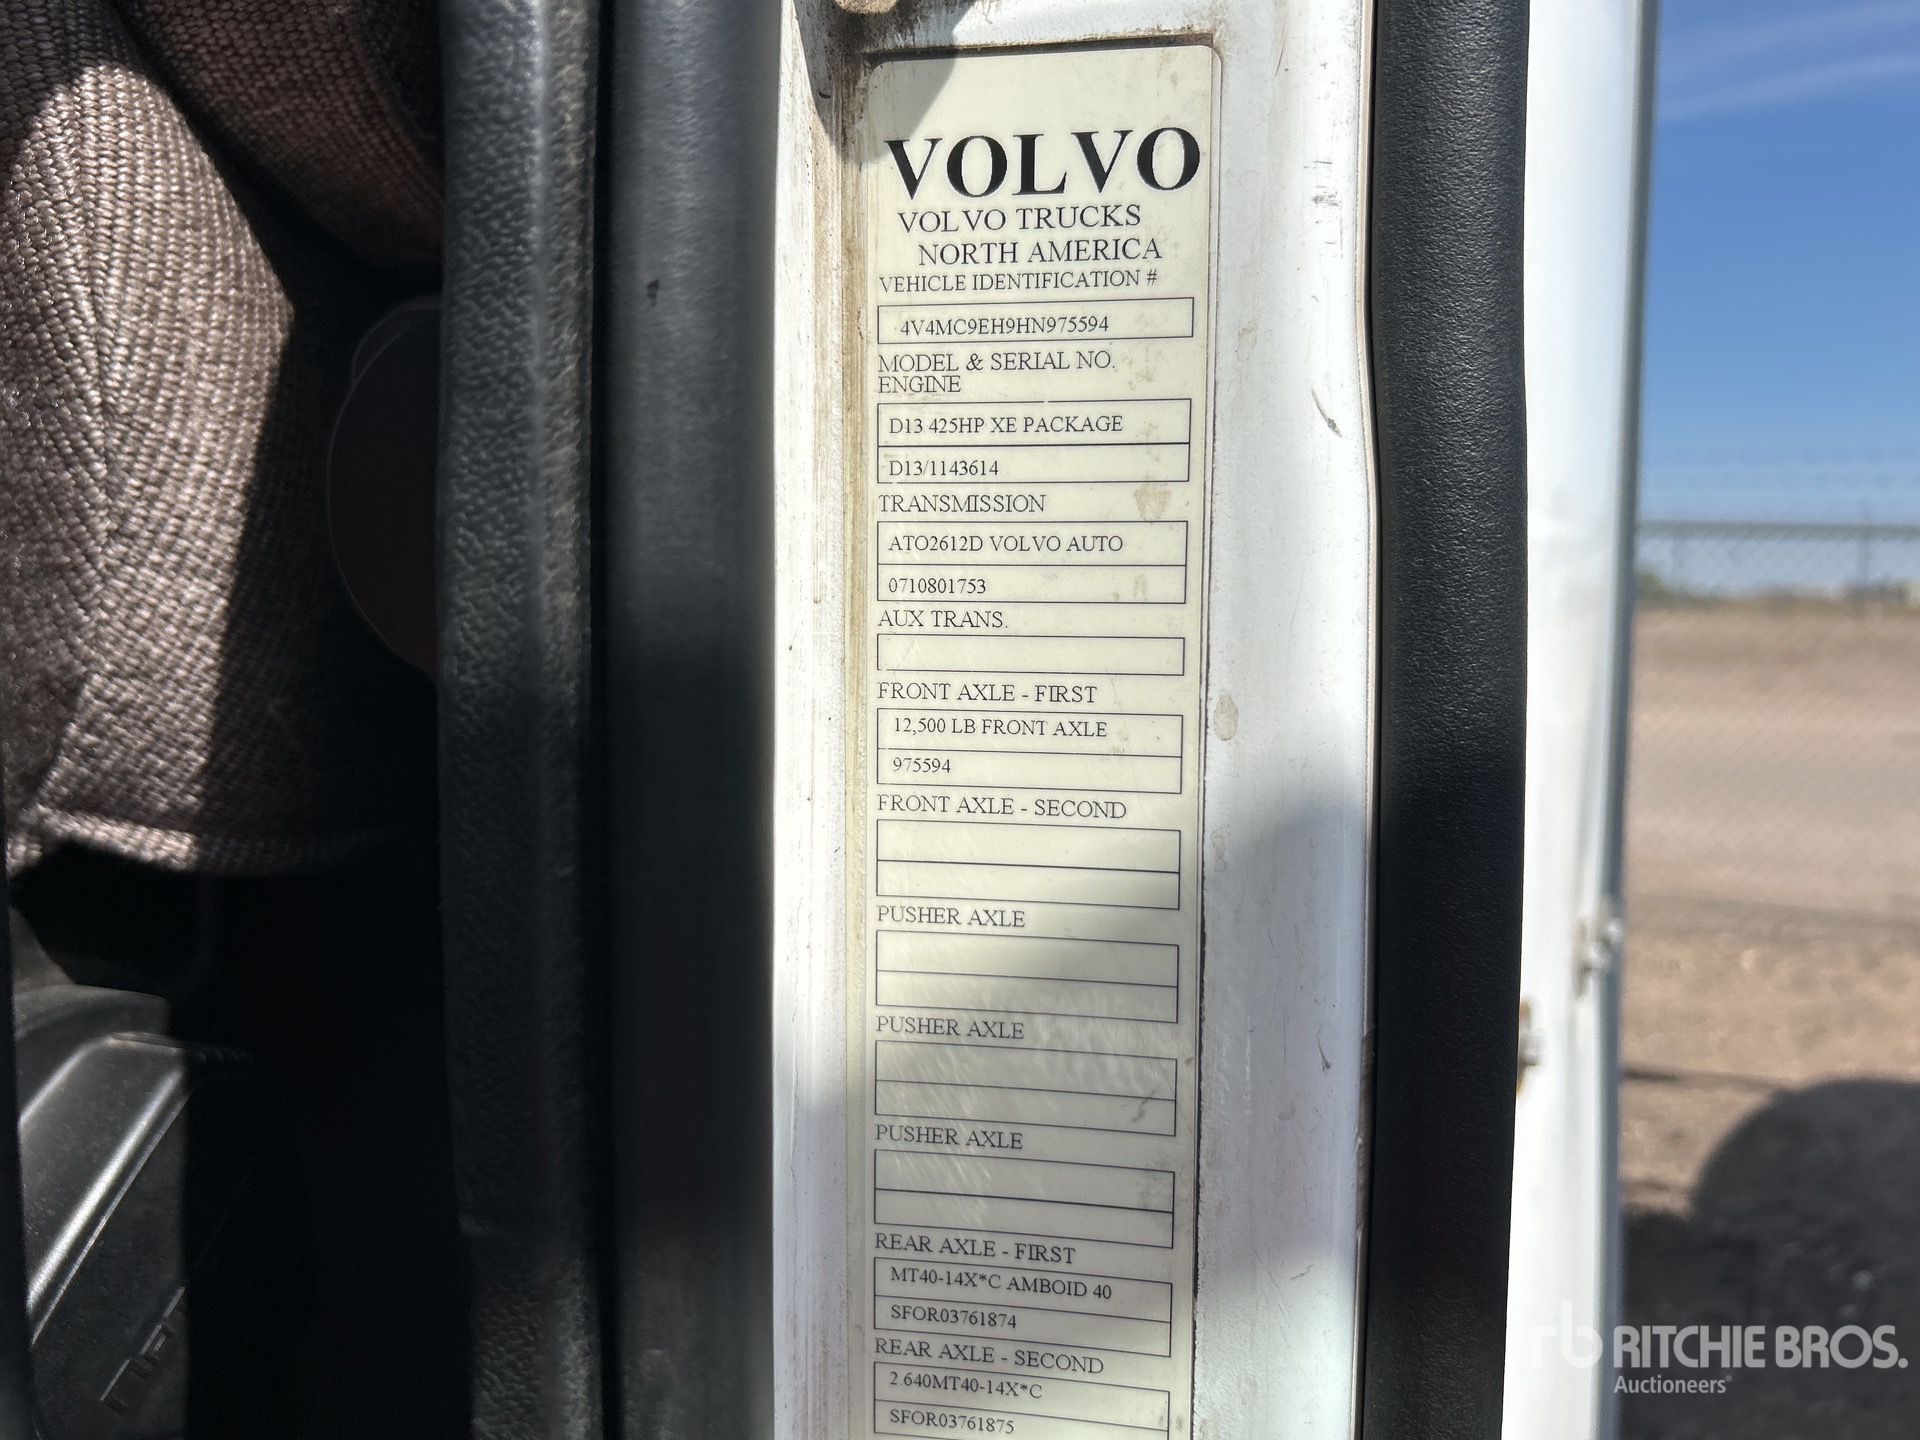 VOLVO
VOLVO TRUCKS
NORTH AMERICA
VEHICLE IDENTIFICATION #
4V4MC9EH9HN975594
MODEL & SERIAL NO.
ENGINE
D13 425HP XE PACKAGE
D13/1143614
TRANSMISSION
ATO2612D VOLVO AUTO
0710801753
AUX TRANS.
FRONT AXLE - FIRST
12,500 LB FRONT AXLE
975594
FRONT AXLE - SECOND
PUSHER AXLE
PUSHER AXLE
PUSHER AXLE
REAR AXLE - FIRST
MT40-14X*C AMBOID 40
SFOR03761874
REAR AXLE - SECOND
2.640MT40-14X*C
SFOR03761875
rb RITCHIE BROS.
Auctioneers®